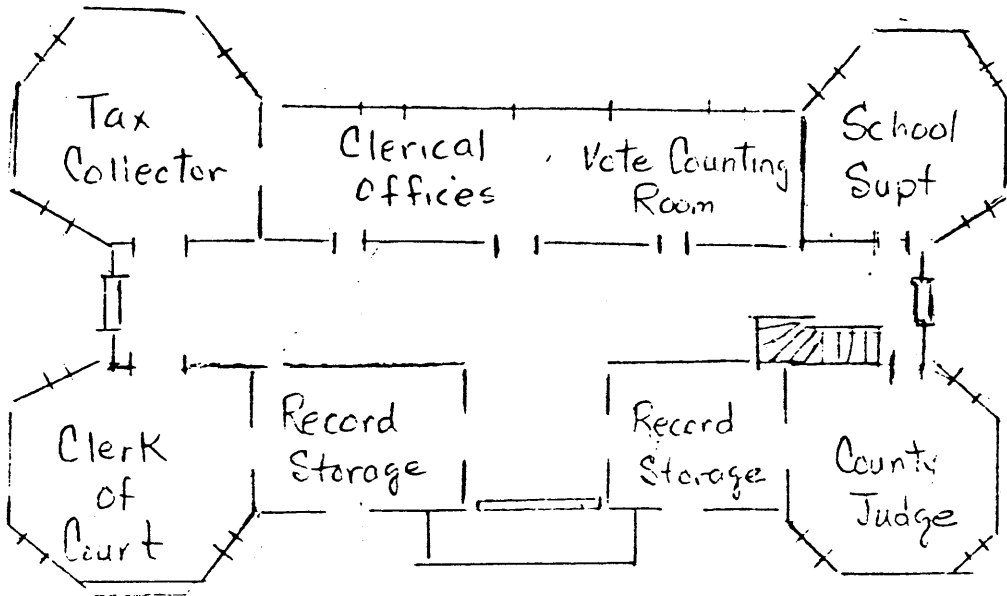 Tax
Collector
Clerical
Offices
Vote Counting
Room
School
Supt
Clerk
of
Court
Record
Storage
Record
Storage
County
Judge